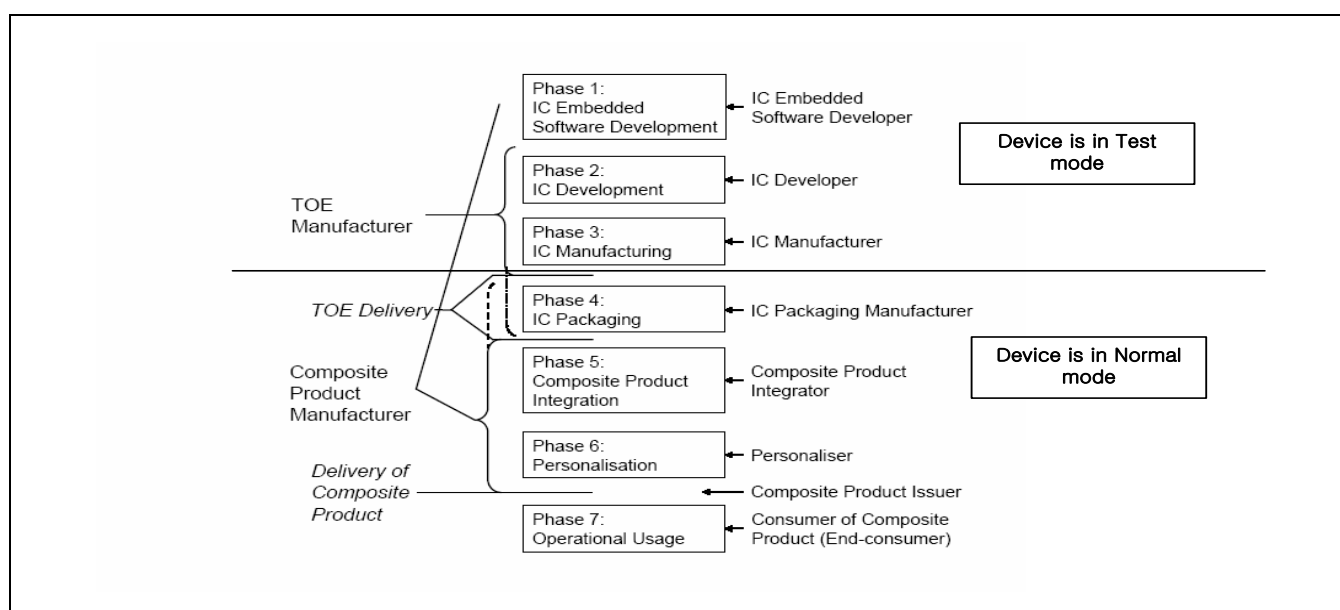 Phase 1:
IC Embedded
Software Development
IC Embedded
Software Developer
Device is in Test
mode
Phase 2:
IC Development
IC Developer
TOE
Manufacturer
Phase 3:
IC Manufacturing
IC Manufacturer
TOE Delivery
Phase 4:
IC Packaging
IC Packaging Manufacturer
Device is in Normal
mode
Composite
Product
Manufacturer
Phase 5:
Composite Product
Integration
Composite Product
Integrator
Phase 6:
Personalisation
Personaliser
Delivery of
Composite
Product
Composite Product Issuer
Phase 7:
Operational Usage
Consumer of Composite
Product (End-consumer)